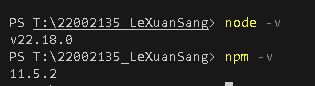 PS T:\22002135_LeXuanSang> node -v
v22.18.0
PS T:\22002135_LeXuanSang> npm -v
11.5.2